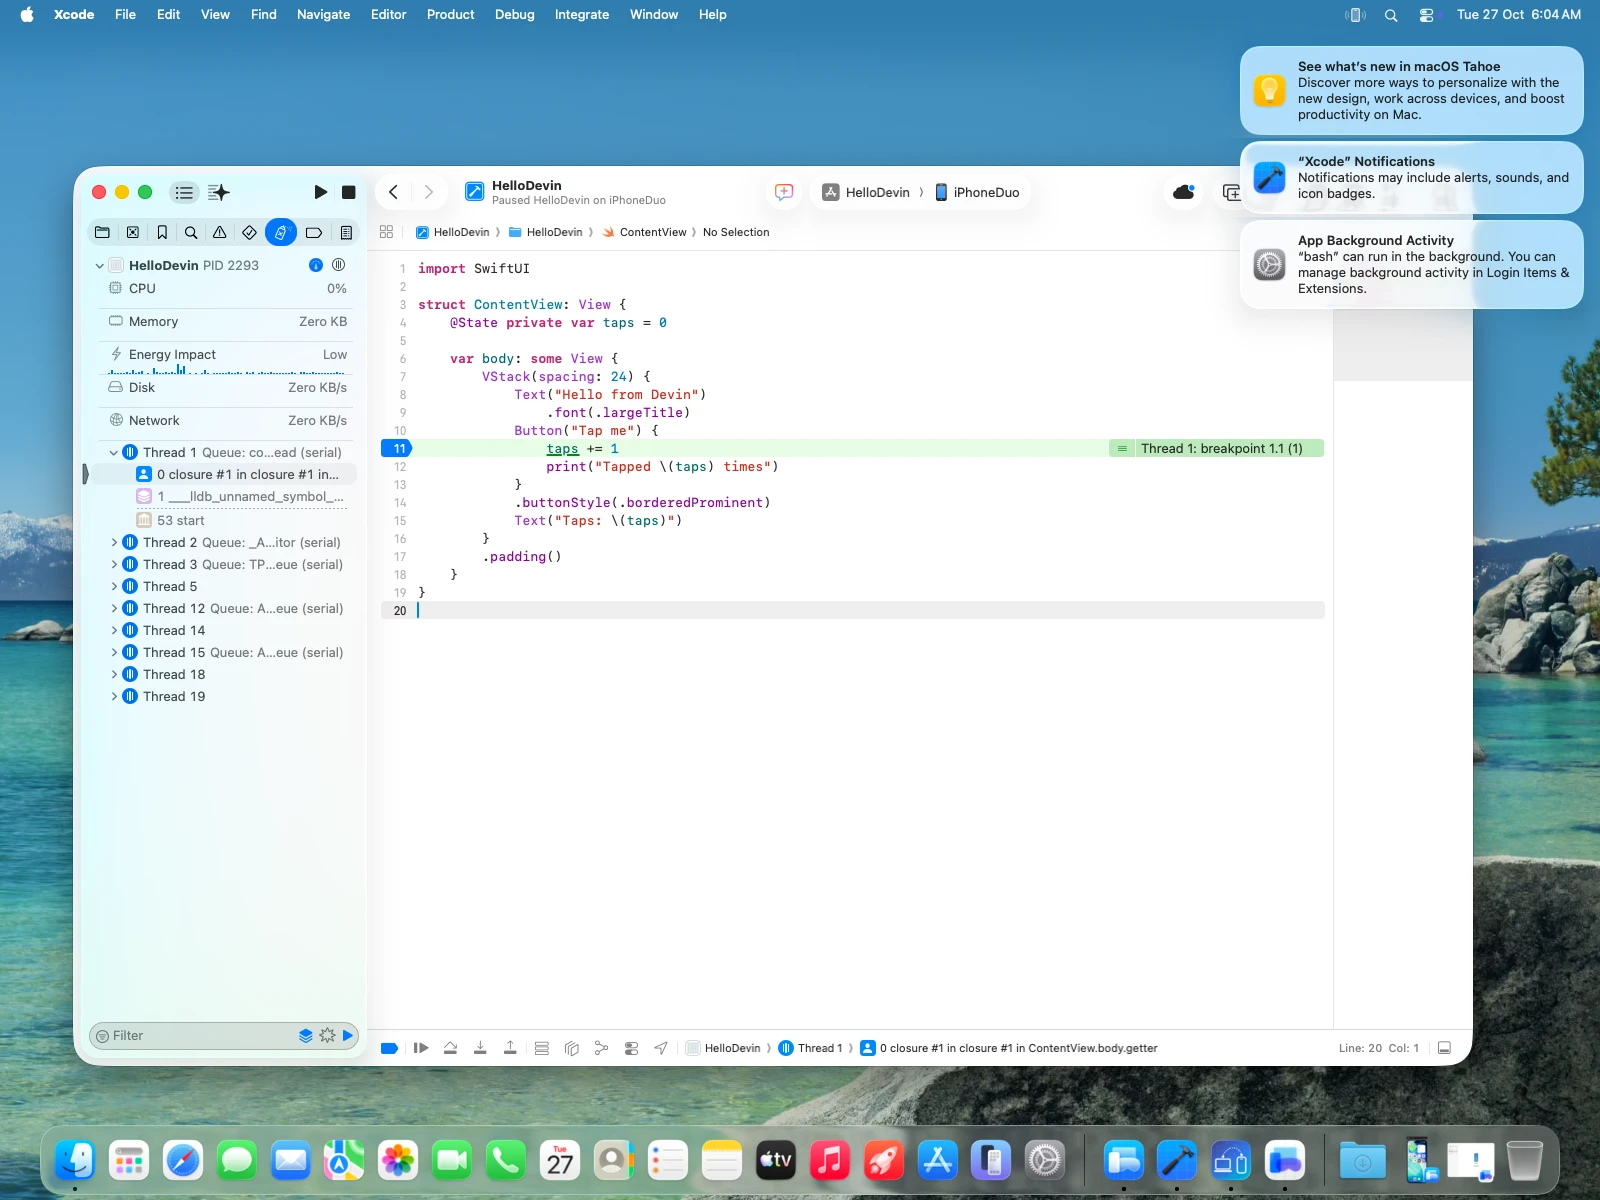 Xcode File Edit View Find Navigate Editor Product Debug Integrate Window Help
Tue 27 Oct 6:04 AM
See what's new in macOS Tahoe
Discover more ways to personalize with the
new design, work across devices, and boost
productivity on Mac.
“Xcode” Notifications
Notifications may include alerts, sounds, and
icon badges.
App Background Activity
“bash” can run in the background. You can
manage background activity in Login Items &
Extensions.
HelloDevin
Paused HelloDevin on iPhoneDuo
HelloDevin 〉 iPhoneDuo
HelloDevin 〉 HelloDevin 〉 ContentView 〉 No Selection
HelloDevin PID 2293
CPU 0%
Memory Zero KB
Energy Impact Low
Disk Zero KB/s
Network Zero KB/s
Thread 1 Queue: co...ead (serial)
0 closure #1 in closure #1 in...
1 ___lldb_unnamed_symbol_...
53 start
Thread 2 Queue: _A...itor (serial)
Thread 3 Queue: TP...eue (serial)
Thread 5
Thread 12 Queue: A...eue (serial)
Thread 14
Thread 15 Queue: A...eue (serial)
Thread 18
Thread 19
Filter
1 import SwiftUI
2
3 struct ContentView: View {
4 @State private var taps = 0
5
6 var body: some View {
7 VStack(spacing: 24) {
8 Text("Hello from Devin")
9 .font(.largeTitle)
10 Button("Tap me") {
11 taps += 1
Thread 1: breakpoint 1.1 (1)
12 print("Tapped \(taps) times")
13 }
14 .buttonStyle(.borderedProminent)
15 Text("Taps: \(taps)")
16 }
17 .padding()
18 }
19 }
20
HelloDevin 〉 Thread 1 〉 0 closure #1 in closure #1 in ContentView.body.getter
Line: 20 Col: 1
Tue
27
tv